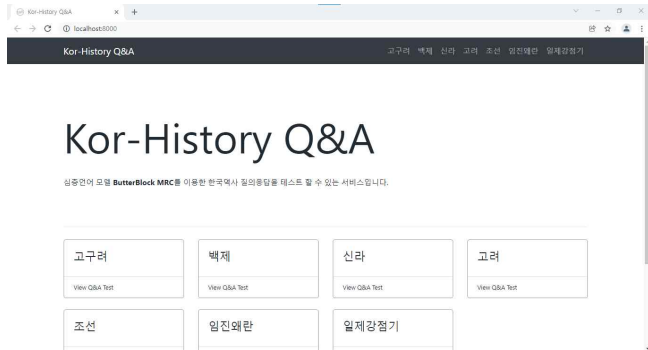 Kor-History Q&A
localhost:8000
Kor-History Q&A
고구려 백제 신라 고려 조선 임진왜란 일제강점기
Kor-History Q&A
심층언어 모델 ButterBlock MRC를 이용한 한국역사 질의응답을 테스트 할 수 있는 서비스입니다.
고구려 백제 신라 고려
View Q&A Test View Q&A Test View Q&A Test View Q&A Test
조선 임진왜란 일제강점기